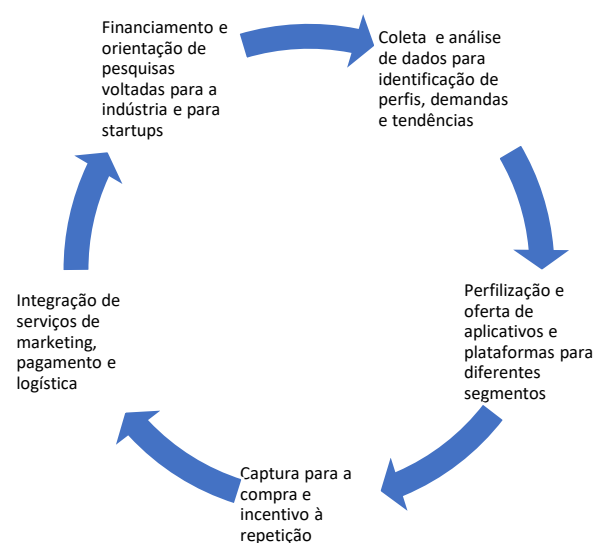 Financiamento e
orientação de
pesquisas
voltadas para a
indústria e para
startups
Coleta e análise
de dados para
identificação de
perfis, demandas
e tendências
Perfilização e
oferta de
aplicativos e
plataformas para
diferentes
segmentos
Captura para a
compra e
incentivo à
repetição
Integração de
serviços de
marketing,
pagamento e
logística